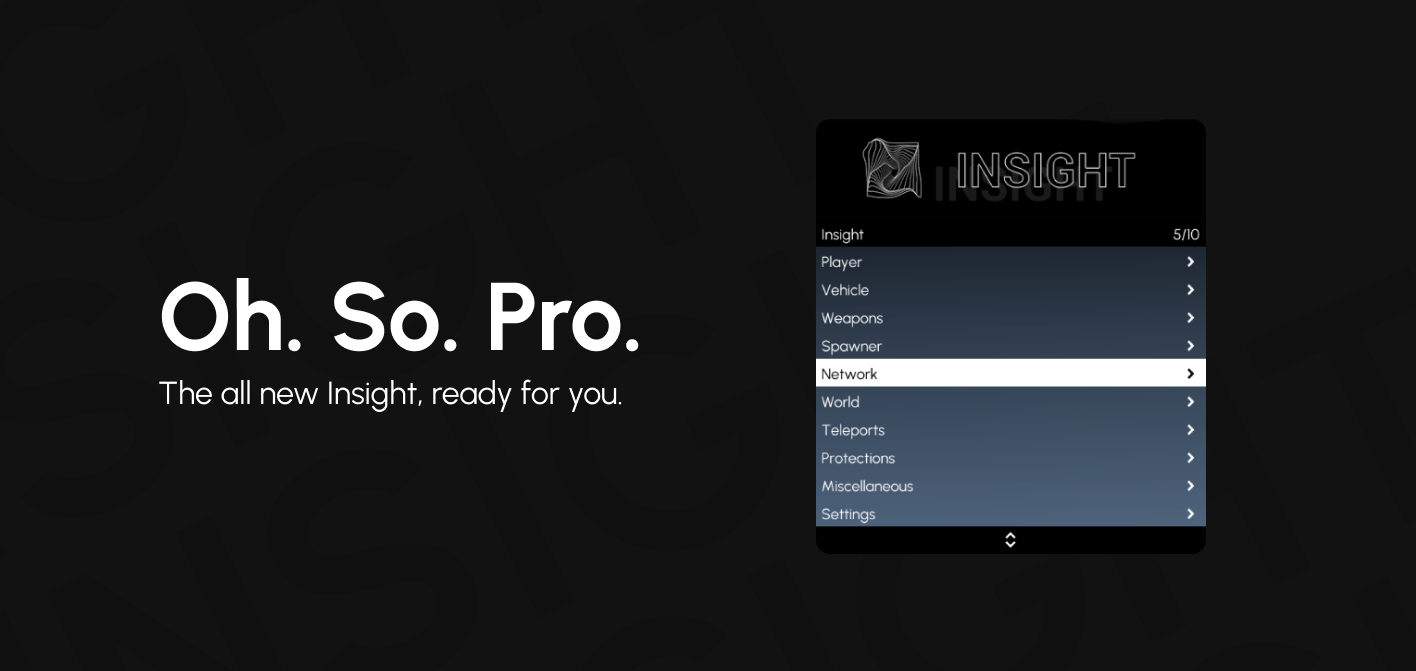 Oh. So. Pro.
The all new Insight, ready for you.
INSIGHT
Insight 5/10
Player
Vehicle
Weapons
Spawner
Network
World
Teleports
Protections
Miscellaneous
Settings